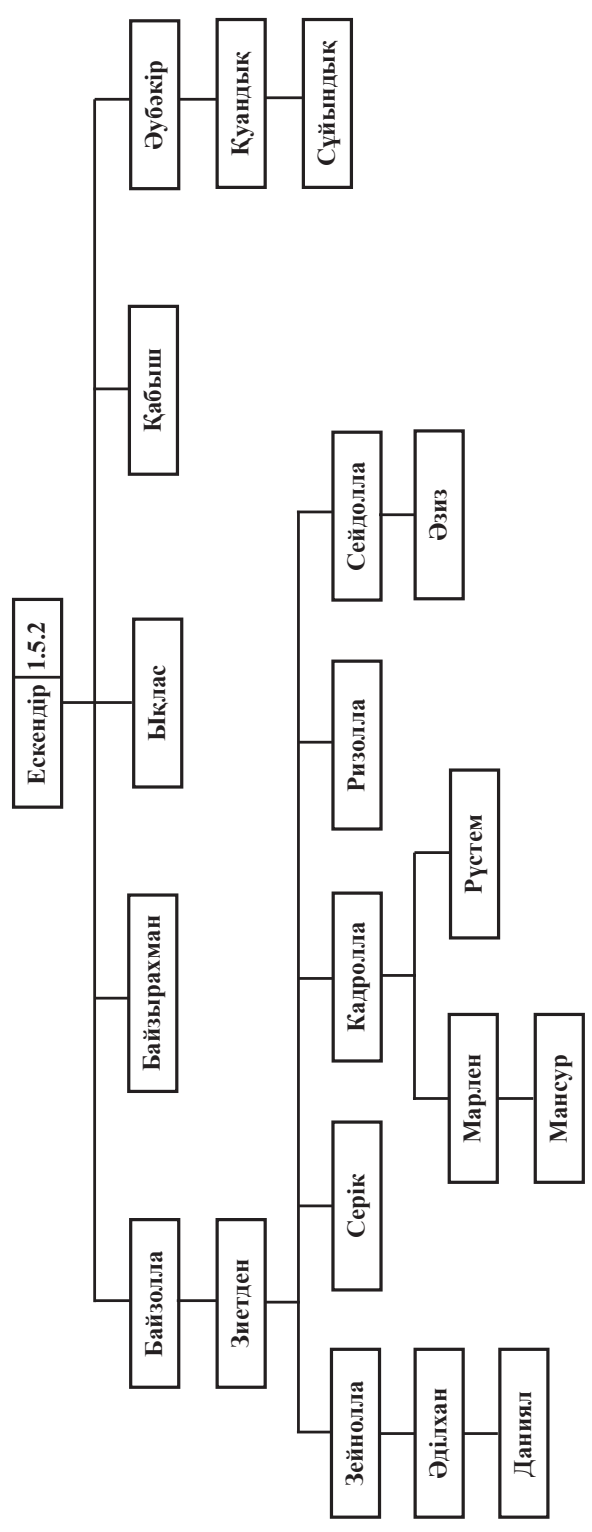 Ескендір 1.5.2
Байзолла
Байзырахман
Ықлас
Қабыш
Әубәкір
Зиетден
Қуандық
Сұйындық
Зейнолла
Серік
Кадролла
Ризолла
Сейдолла
Әділхан
Марлен
Рүстем
Әзиз
Даниял
Мансур